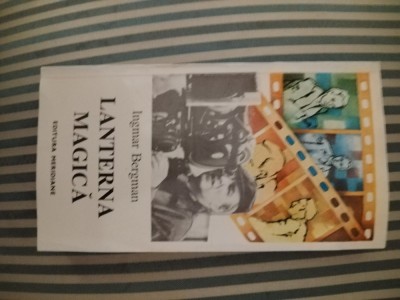 Ingmar Bergman
LANTERNA
MAGICĂ
EDITURA MERIDIANE